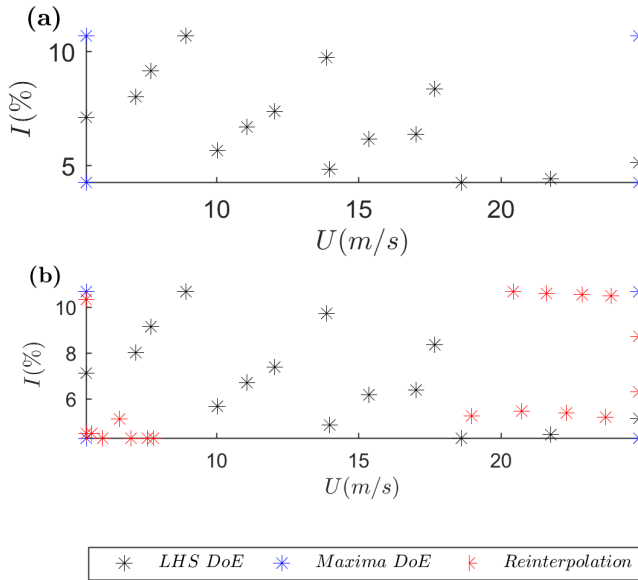 (a)
10
5
I(%)
10
15
20
U(m/s)
(b)
10
8
6
I(%)
10
15
20
U(m/s)
LHS DoE
Maxima DoE
Reinterpolation